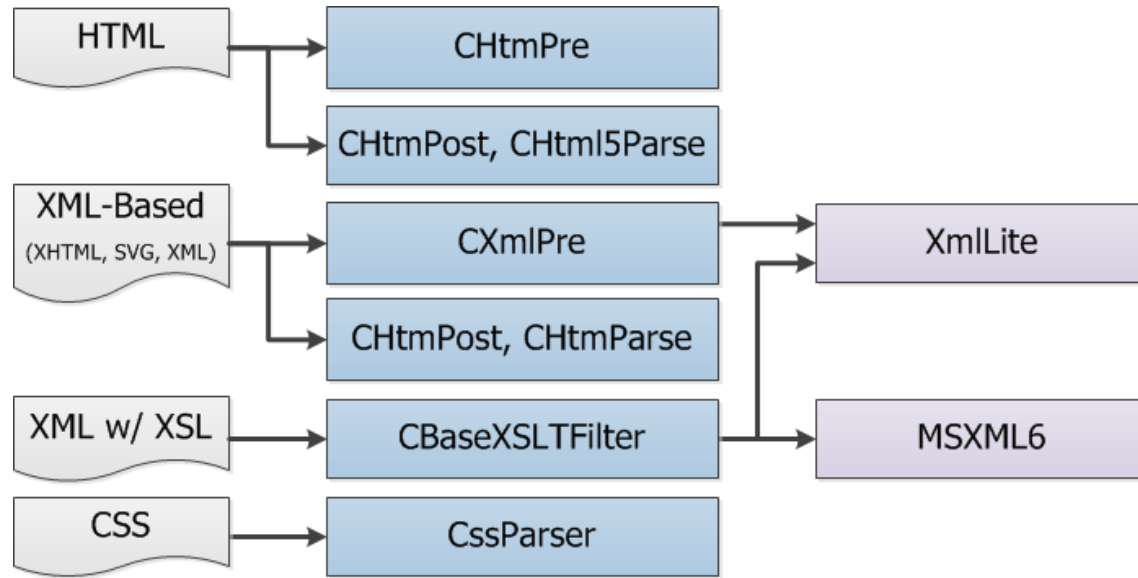 HTML
CHtmPre
CHtmPost, CHtml5Parse
XML-Based
(XHTML, SVG, XML)
CXmlPre
XmlLite
CHtmPost, CHtmParse
XML w/ XSL
CBaseXSLTFilter
MSXML6
CSS
CssParser